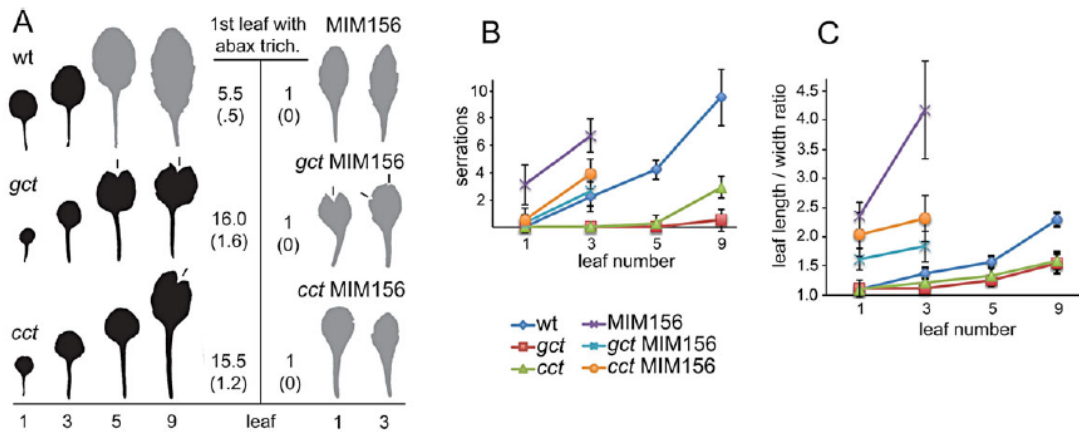 A
1st leaf with
abax trich.
MIM156
wt
5.5
(.5)
1
(0)
gct
gct MIM156
16.0
(1.6)
1
(0)
cct
cct MIM156
15.5
(1.2)
1
(0)
1 3 5 9 leaf 1 3
B
serrations
10
8
6
4
2
1 3 5 9
leaf number
C
leaf length / width ratio
4.5
4.0
3.5
3.0
2.5
2.0
1.5
1.0
1 3 5 9
leaf number
wt MIM156
gct gct MIM156
cct cct MIM156